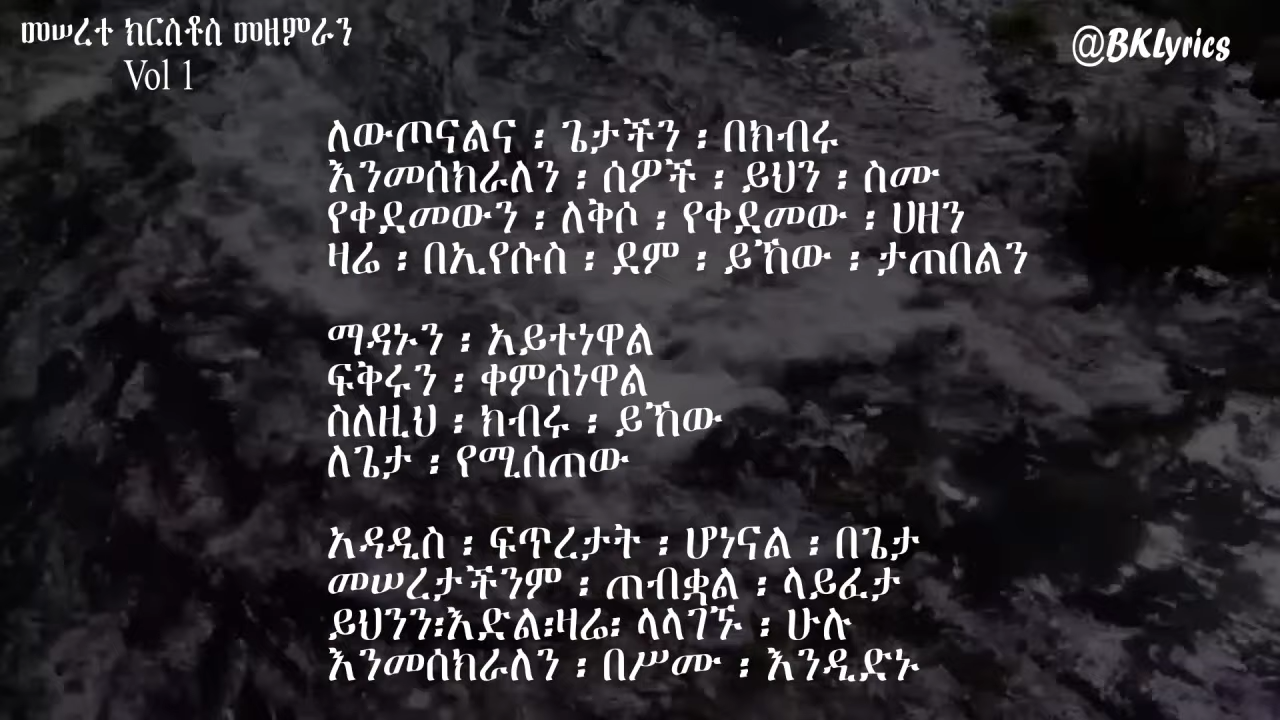 መሠረተ ክርስቶስ መዘምራን
Vol 1
@BKLyrics
ለውጦናልና ፡ ጌታችን ፡ በክብሩ
እንመሰክራለን ፡ ሰዎች ፡ ይህን ፡ ስሙ
የቀደመውን ፡ ለቅሶ ፡ የቀደመው ፡ ሀዘን
ዛሬ ፡ በኢየሱስ ፡ ደም ፡ ይኸው ፡ ታጠበልን
ማዳኑን ፡ አይተነዋል
ፍቅሩን ፡ ቀምሰነዋል
ስለዚህ ፡ ክብሩ ፡ ይኸው
ለጌታ ፡ የሚሰጠው
አዳዲስ ፡ ፍጥረታት ፡ ሆነናል ፡ በጌታ
መሠረታችንም ፡ ጠብቋል ፡ ላይፈታ
ይህንን፡እድል፡ዛሬ፡ ላላገኙ ፡ ሁሉ
እንመሰክራለን ፡ በሥሙ ፡ እንዲድኑ